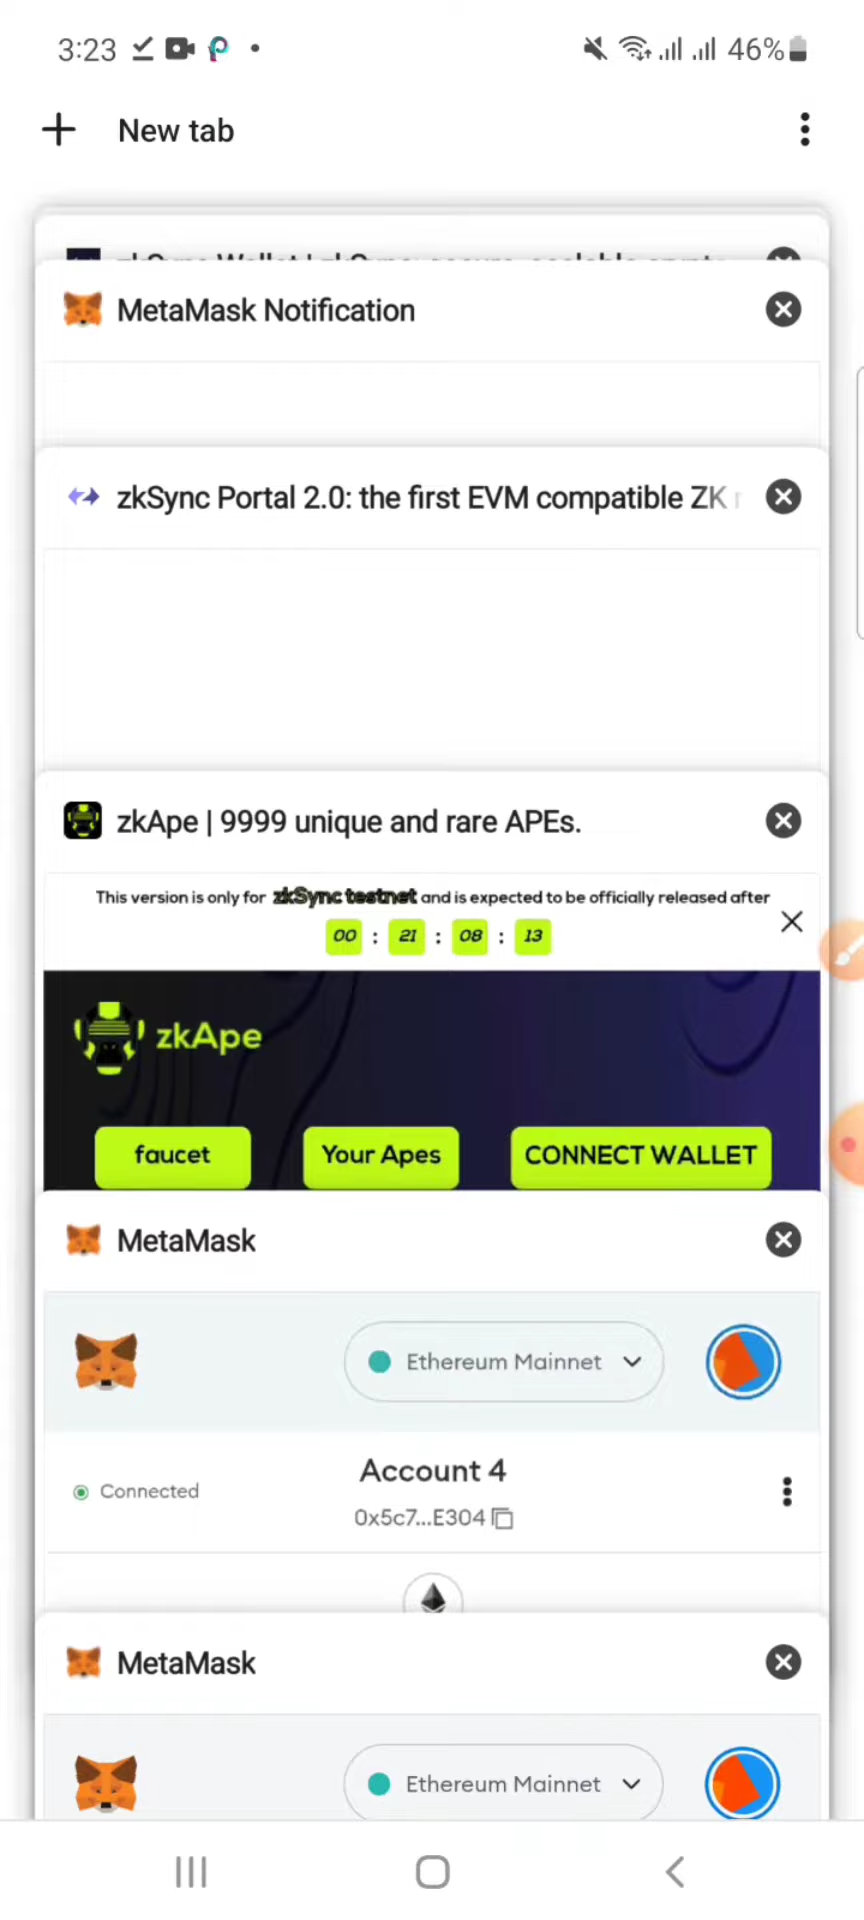 3:23
46%
New tab
MetaMask Notification
zkSync Portal 2.0: the first EVM compatible ZK
zkApe | 9999 unique and rare APEs.
This version is only for zkSync testnet and is expected to be officially released after
00 : 21 : 08 : 13
zkApe
faucet
Your Apes
CONNECT WALLET
MetaMask
Ethereum Mainnet
Account 4
Connected
0x5c7...E304
MetaMask
Ethereum Mainnet